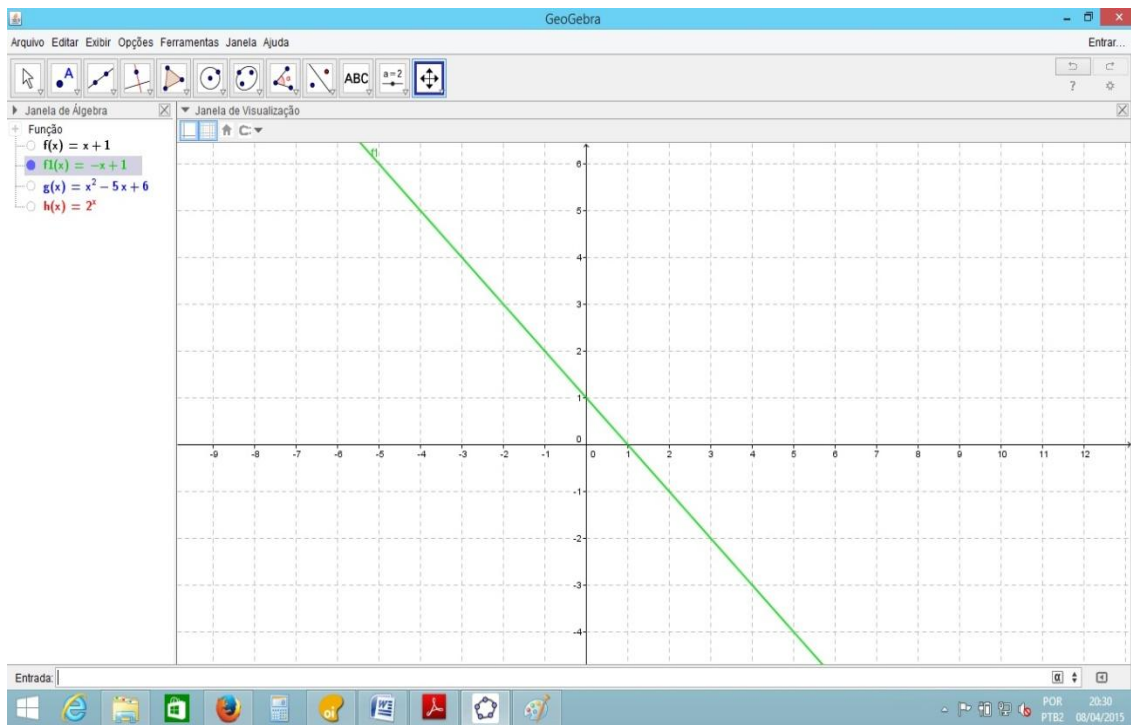 GeoGebra
Arquivo Editar Exibir Opções Ferramentas Janela Ajuda
Entrar...
A
ABC
a=2
?
Janela de Álgebra
Janela de Visualização
Função
f(x) = x + 1
f1(x) = −x + 1
g(x) = x² − 5 x + 6
h(x) = 2ˣ
f1
6
5
4
3
2
1
0
-9 -8 -7 -6 -5 -4 -3 -2 -1 0 1 2 3 4 5 6 7 8 9 10 11 12
-1
-2
-3
-4
Entrada:
α
oi
W
POR 20:30
PTB2 08/04/2015